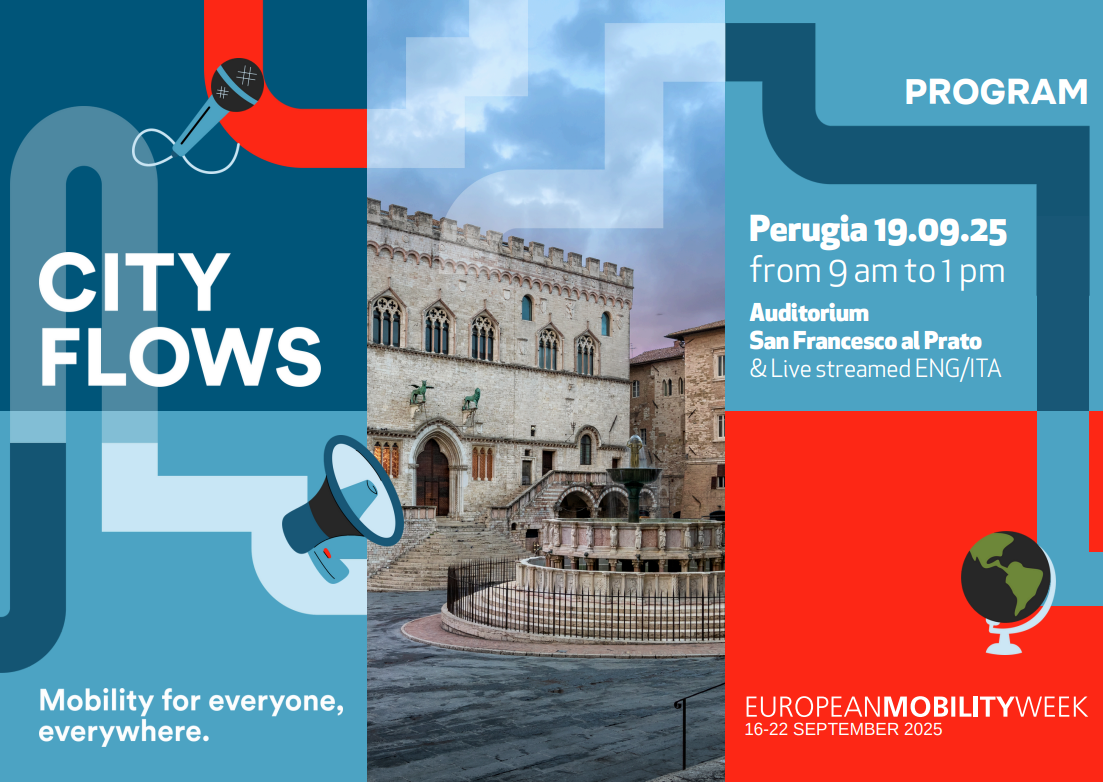 CITY
FLOWS
Mobility for everyone,
everywhere.
PROGRAM
Perugia 19.09.25
from 9 am to 1 pm
Auditorium
San Francesco al Prato
& Live streamed ENG/ITA
EUROPEANMOBILITYWEEK
16-22 SEPTEMBER 2025